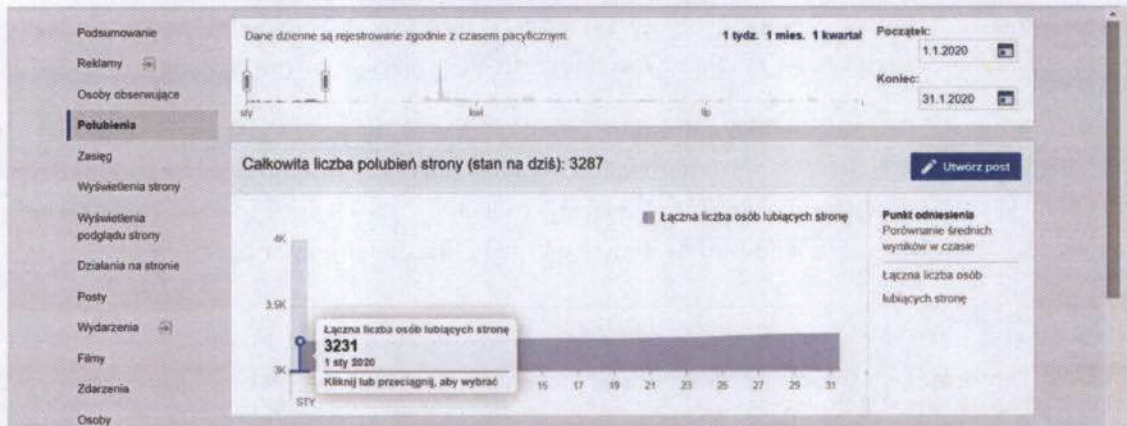 Podsumowanie
Reklamy
Osoby obserwujące
Polubienia
Zasięg
Wyświetlenia strony
Wyświetlenia
podglądu strony
Działania na stronie
Posty
Wydarzenia
Filmy
Zdarzenia
Osoby
Dane dzienne są rejestrowane zgodnie z czasem pacyficznym.
1 tydz. 1 mies. 1 kwartał
Początek:
1.1.2020
Koniec:
31.1.2020
sty
kwi
lip
Całkowita liczba polubień strony (stan na dziś): 3287
Utwórz post
Łączna liczba osób lubiących stronę
4K
3.9K
3K
Łączna liczba osób lubiących stronę
3231
1 sty 2020
Kliknij lub przeciągnij, aby wybrać
15 17 19 21 23 25 27 29 31
STY
Punkt odniesienia
Porównanie średnich
wyników w czasie
Łączna liczba osób
lubiących stronę